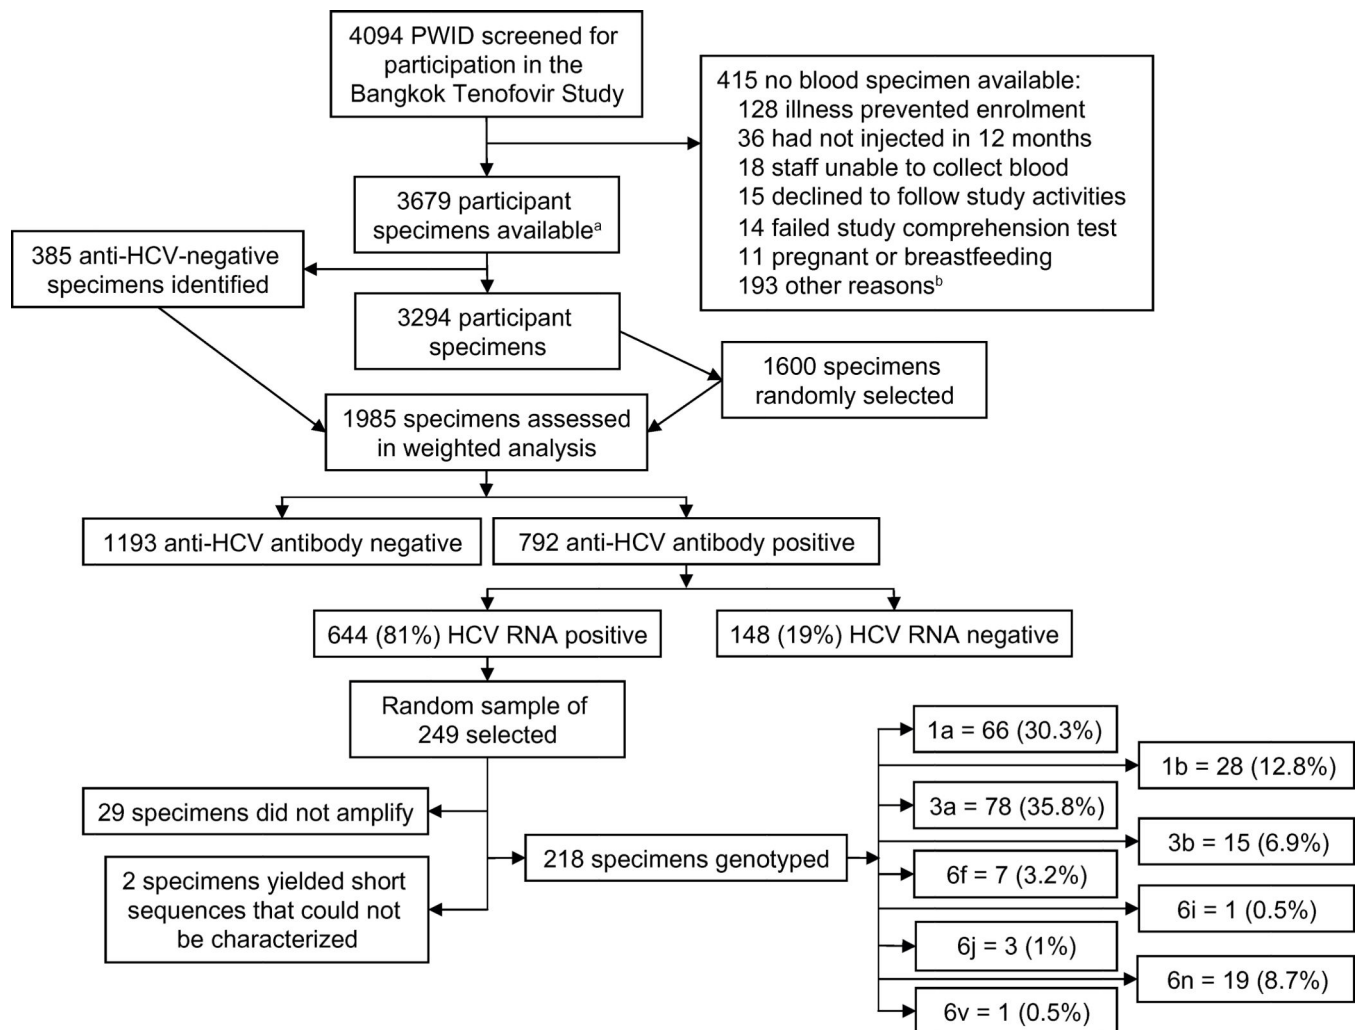 4094 PWID screened for
participation in the
Bangkok Tenofovir Study
415 no blood specimen available:
128 illness prevented enrolment
36 had not injected in 12 months
18 staff unable to collect blood
15 declined to follow study activities
14 failed study comprehension test
11 pregnant or breastfeeding
193 other reasonsᵇ
3679 participant
specimens availableᵃ
385 anti-HCV-negative
specimens identified
3294 participant
specimens
1600 specimens
randomly selected
1985 specimens assessed
in weighted analysis
1193 anti-HCV antibody negative
792 anti-HCV antibody positive
644 (81%) HCV RNA positive
148 (19%) HCV RNA negative
Random sample of
249 selected
29 specimens did not amplify
2 specimens yielded short
sequences that could not
be characterized
218 specimens genotyped
1a = 66 (30.3%)
1b = 28 (12.8%)
3a = 78 (35.8%)
3b = 15 (6.9%)
6f = 7 (3.2%)
6i = 1 (0.5%)
6j = 3 (1%)
6n = 19 (8.7%)
6v = 1 (0.5%)